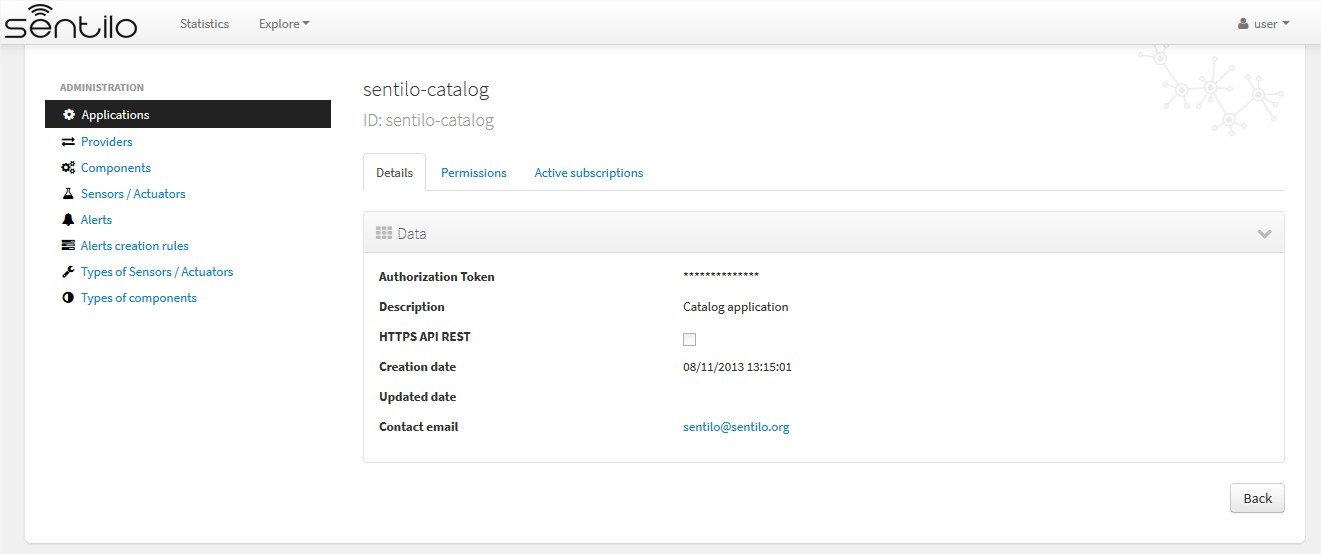 sentilo
Statistics
Explore
user
ADMINISTRATION
Applications
Providers
Components
Sensors / Actuators
Alerts
Alerts creation rules
Types of Sensors / Actuators
Types of components
sentilo-catalog
ID: sentilo-catalog
Details
Permissions
Active subscriptions
Data
Authorization Token **************
Description Catalog application
HTTPS API REST
Creation date 08/11/2013 13:15:01
Updated date
Contact email sentilo@sentilo.org
Back